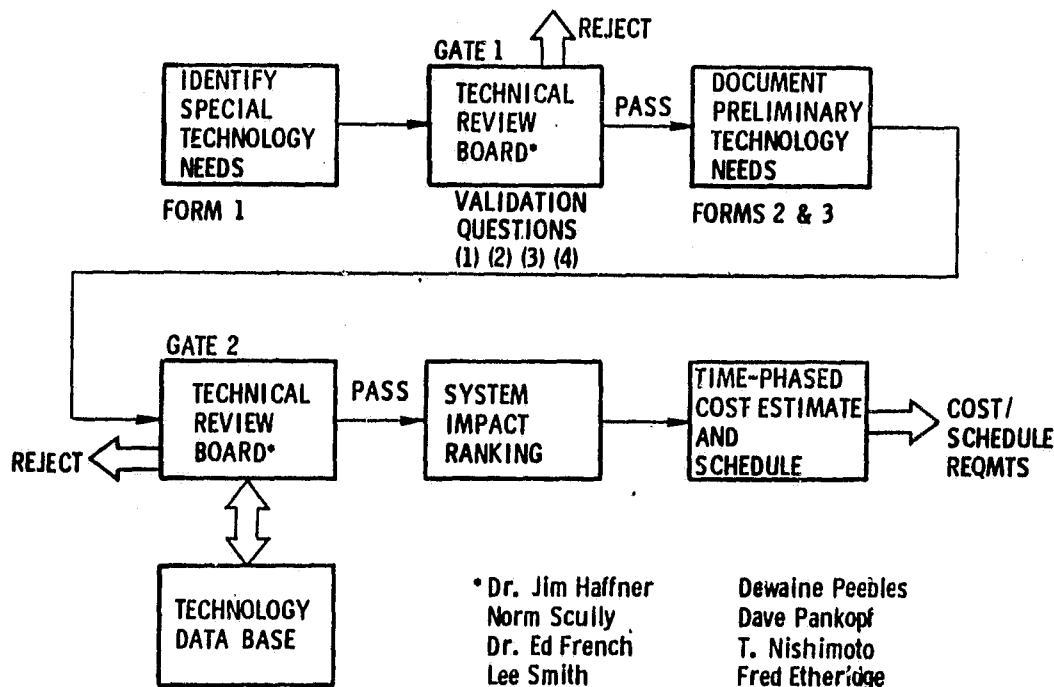 REJECT
GATE 1
IDENTIFY
SPECIAL
TECHNOLOGY
NEEDS
FORM 1
TECHNICAL
REVIEW
BOARD*
VALIDATION
QUESTIONS
(1) (2) (3) (4)
PASS
DOCUMENT
PRELIMINARY
TECHNOLOGY
NEEDS
FORMS 2 & 3
GATE 2
TECHNICAL
REVIEW
BOARD*
REJECT
PASS
SYSTEM
IMPACT
RANKING
TIME-PHASED
COST ESTIMATE
AND
SCHEDULE
COST/
SCHEDULE
REQMTS
TECHNOLOGY
DATA BASE
* Dr. Jim Haffner
Norm Scully
Dr. Ed French
Lee Smith
Dewaine Peebles
Dave Pankopf
T. Nishimoto
Fred Etheridge